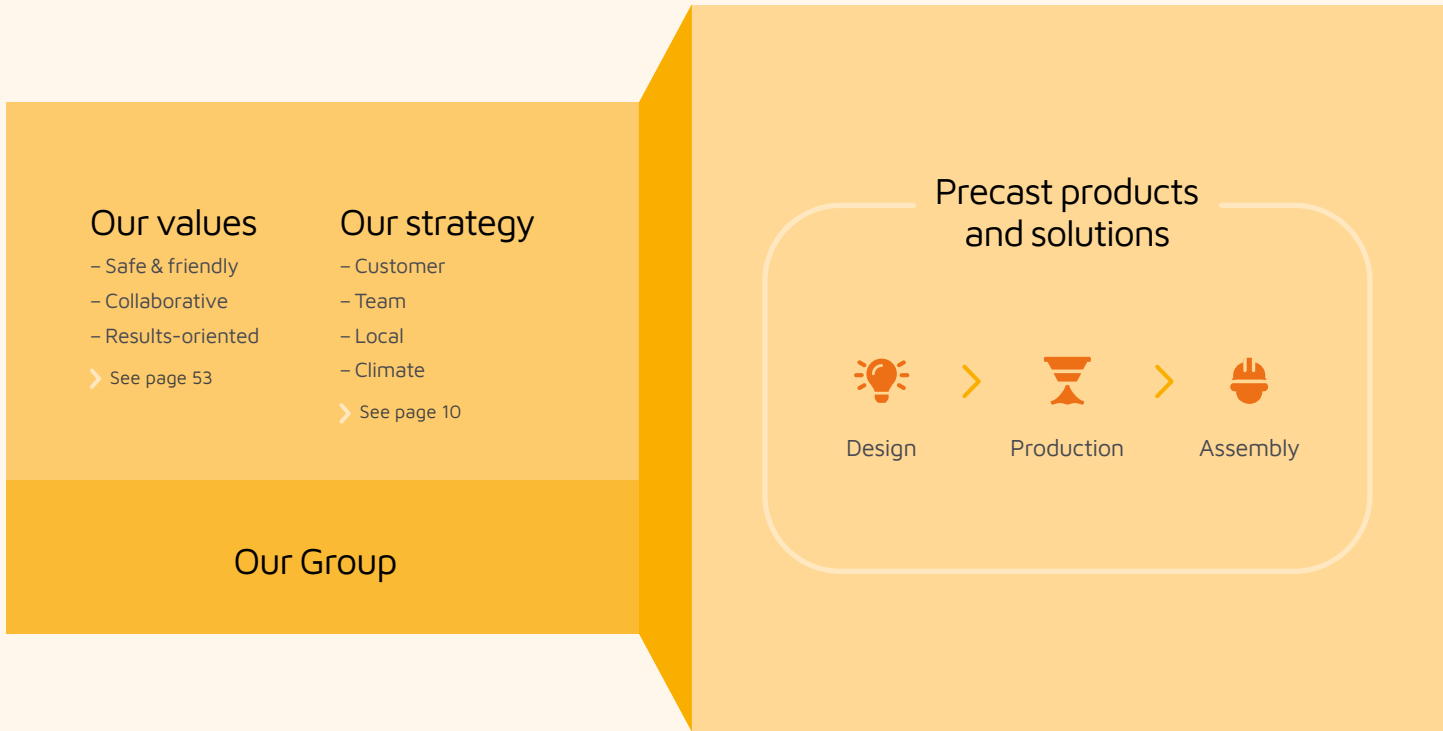 Our values
– Safe & friendly
– Collaborative
– Results-oriented
See page 53
Our strategy
– Customer
– Team
– Local
– Climate
See page 10
Our Group
Precast products
and solutions
Design
Production
Assembly